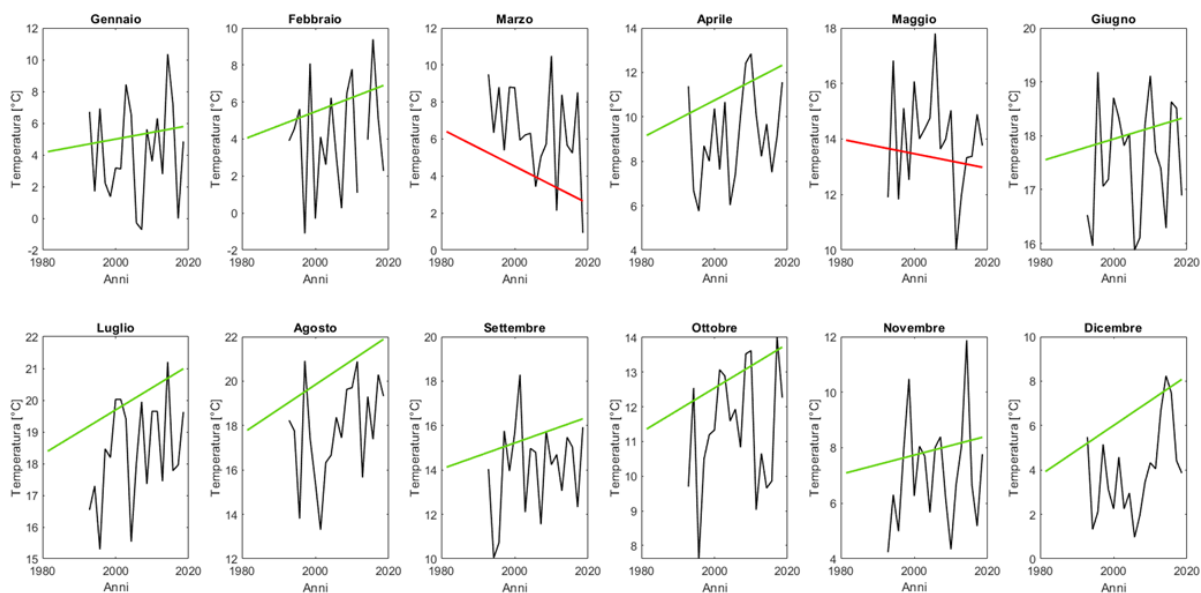 Gennaio
Temperatura [°C]
12
10
8
6
4
2
0
-2
1980 2000 2020
Anni
Febbraio
Temperatura [°C]
12
10
8
6
4
2
0
-2
1980 2000 2020
Anni
Marzo
Temperatura [°C]
12
10
8
6
4
2
0
1980 2000 2020
Anni
Aprile
Temperatura [°C]
14
12
10
8
6
4
1980 2000 2020
Anni
Maggio
Temperatura [°C]
18
16
14
12
10
1980 2000 2020
Anni
Giugno
Temperatura [°C]
20
19
18
17
16
1980 2000 2020
Anni
Luglio
Temperatura [°C]
22
21
20
19
18
17
16
15
1980 2000 2020
Anni
Agosto
Temperatura [°C]
22
20
18
16
14
12
1980 2000 2020
Anni
Settembre
Temperatura [°C]
20
18
16
14
12
10
1980 2000 2020
Anni
Ottobre
Temperatura [°C]
14
13
12
11
10
9
8
1980 2000 2020
Anni
Novembre
Temperatura [°C]
12
10
8
6
4
1980 2000 2020
Anni
Dicembre
Temperatura [°C]
10
8
6
4
2
0
1980 2000 2020
Anni